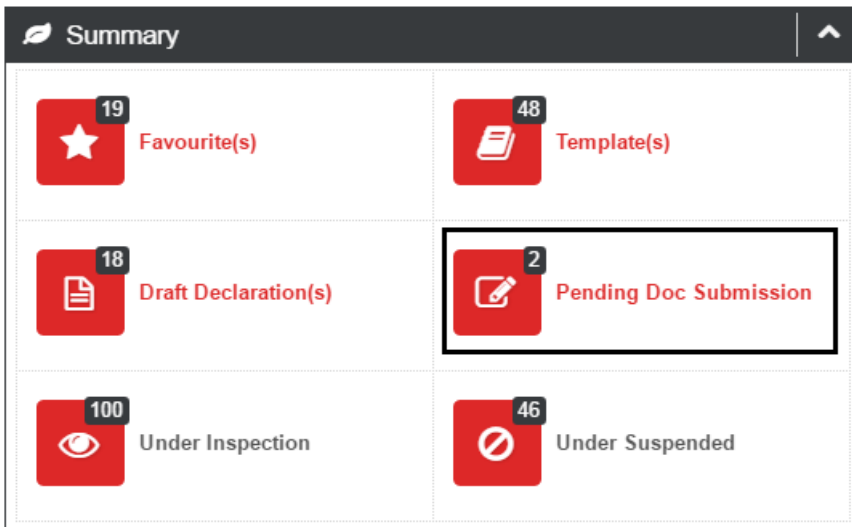 Summary
19
Favourite(s)
48
Template(s)
18
Draft Declaration(s)
2
Pending Doc Submission
100
Under Inspection
46
Under Suspended